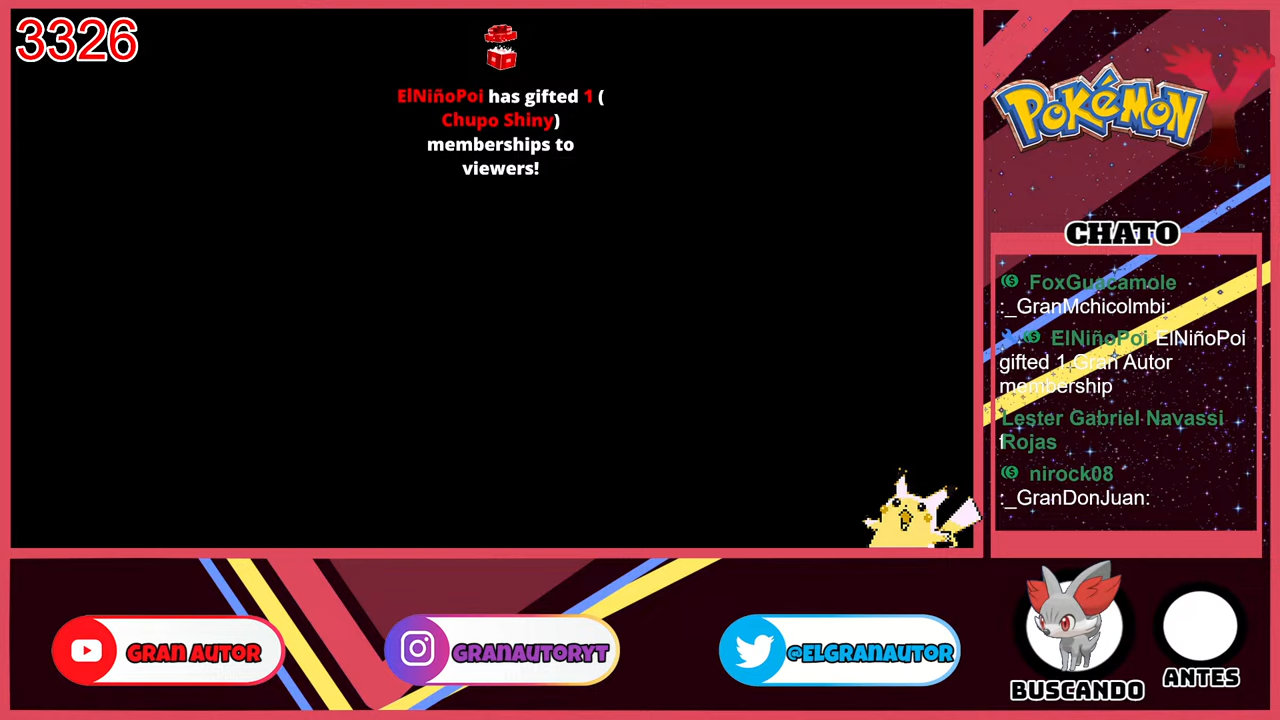 3326
ElNiñoPoi has gifted 1 (
Chupo Shiny)
memberships to
viewers!
POKéMON Y
CHATO
FoxGuacamole
:_GranMchicoImbi:
ElNiñoPoi ElNiñoPoi
gifted 1 Gran Autor
membership
Lester Gabriel Navassi
Rojas
f
nirock08
:_GranDonJuan:
GRAN AUTOR
GRANAUTORYT
@ELGRANAUTOR
BUSCANDO
ANTES